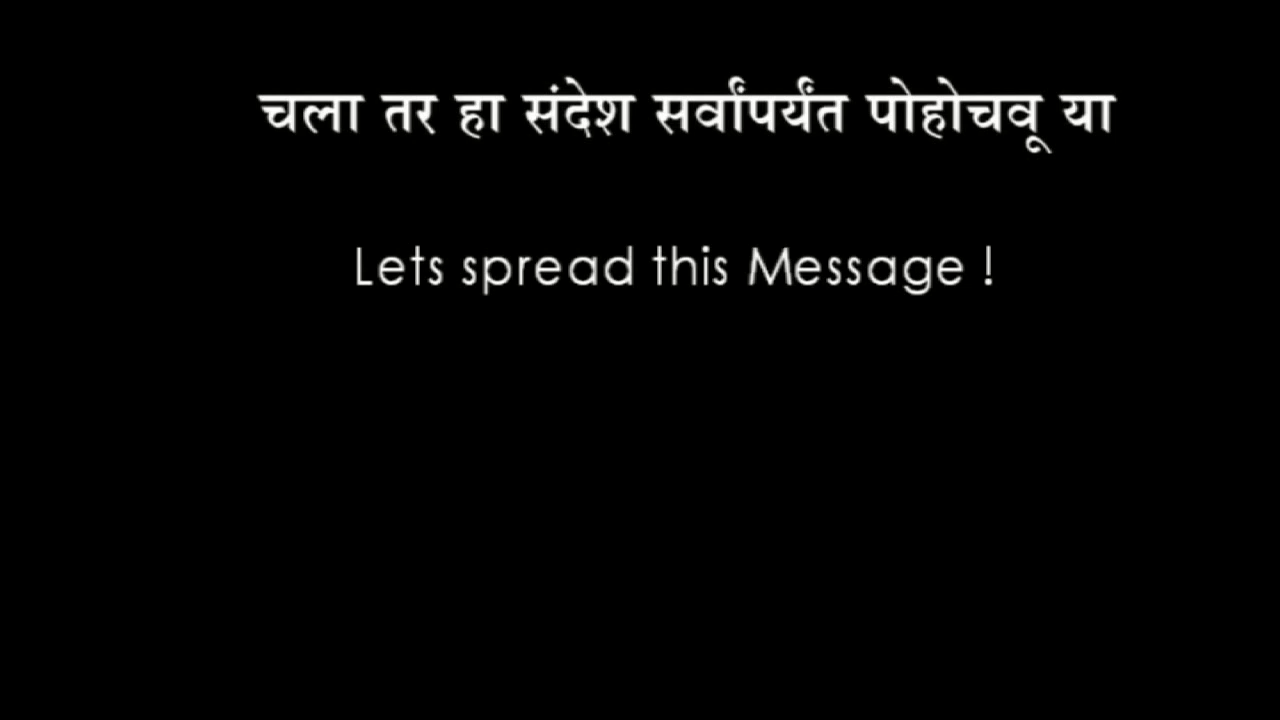 चला तर हा संदेश सर्वांपर्यंत पोहोचवू या
Lets spread this Message !